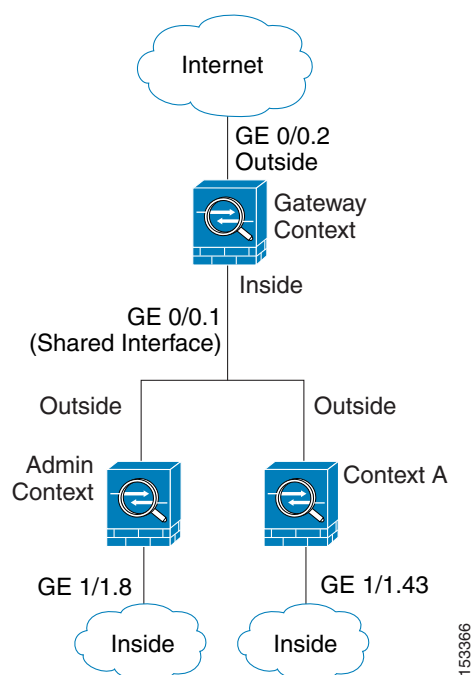 Internet
GE 0/0.2
Outside
Gateway
Context
Inside
GE 0/0.1
(Shared Interface)
Outside
Outside
Admin
Context
Context A
GE 1/1.8
GE 1/1.43
Inside
Inside
153366